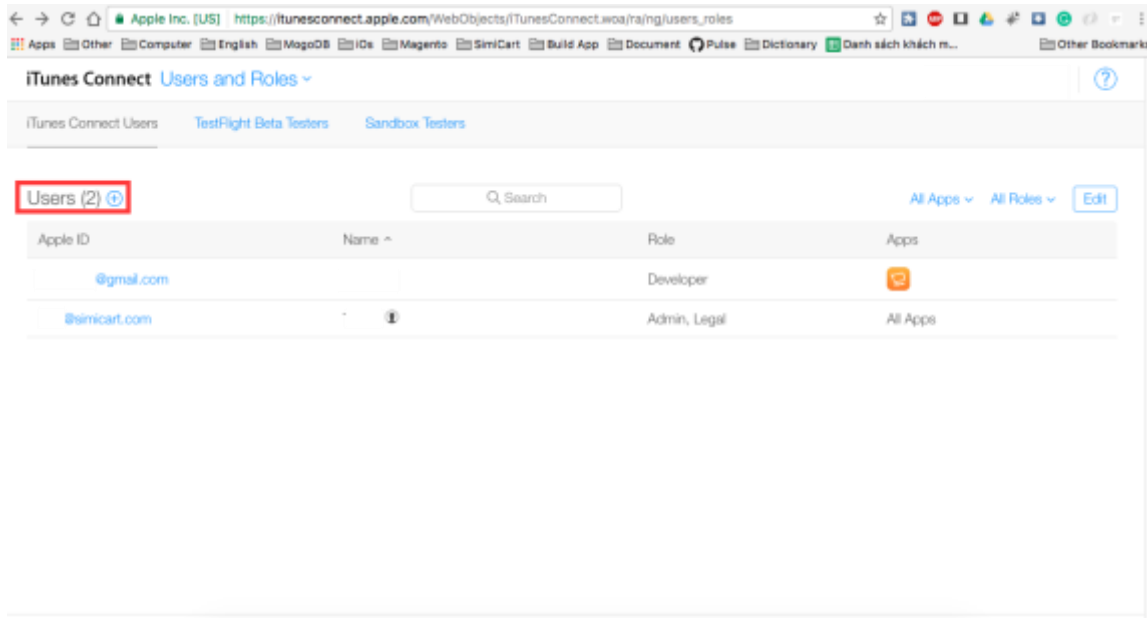 Apple Inc. [US] https://itunesconnect.apple.com/WebObjects/iTunesConnect.woa/ra/ng/users_roles
Apps Other Computer English MogoDB iOs Magento SimiCart Build App Document Pulse Dictionary Danh sách khách m... Other Bookmarks
iTunes Connect Users and Roles ?
iTunes Connect Users TestFlight Beta Testers Sandbox Testers
Users (2) Search All Apps All Roles Edit
Apple ID Name Role Apps
@gmail.com Developer
@simicart.com Admin, Legal All Apps